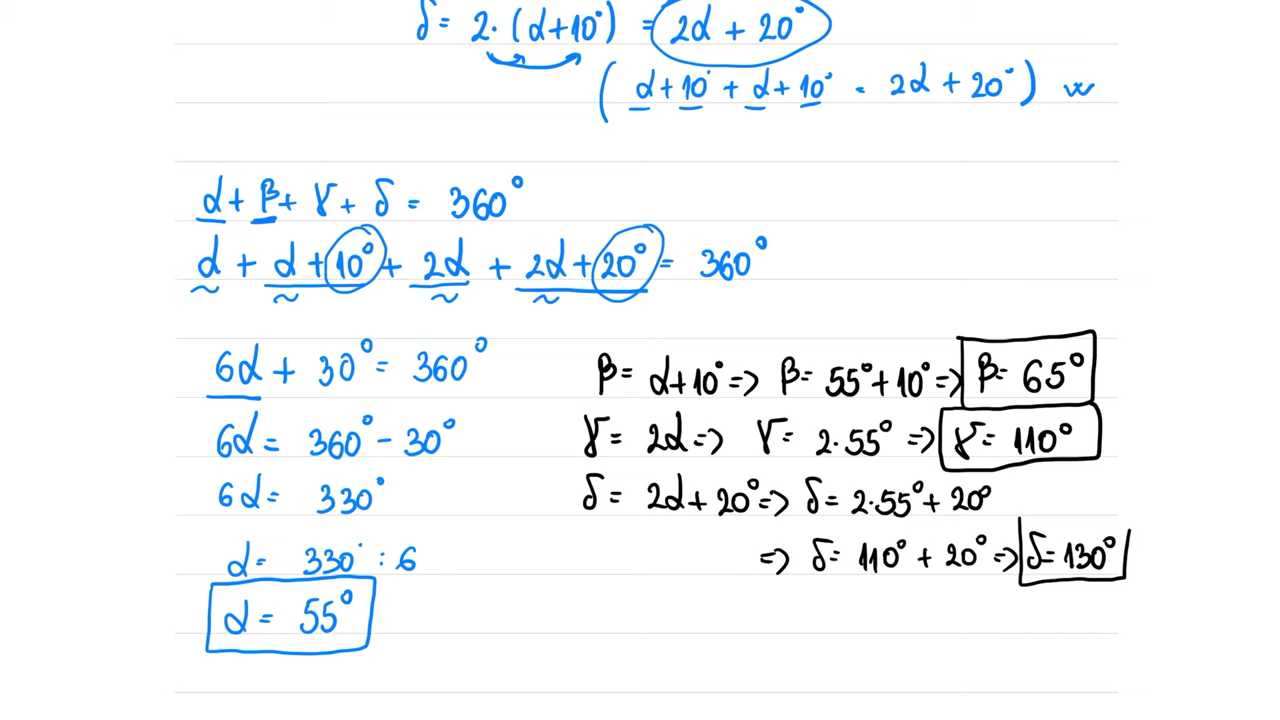 δ = 2·(α+10°) = 2α + 20°
(α+10° + α+10° = 2α + 20°)
α + β + γ + δ = 360°
α + α + 10° + 2α + 2α + 20° = 360°
6α + 30° = 360°
6α = 360° - 30°
6α = 330°
α = 330° : 6
α = 55°
β = α+10° => β = 55°+10° => β = 65°
γ = 2α => γ = 2·55° => γ = 110°
δ = 2α + 20° => δ = 2·55° + 20°
=> δ = 110° + 20° => δ = 130°